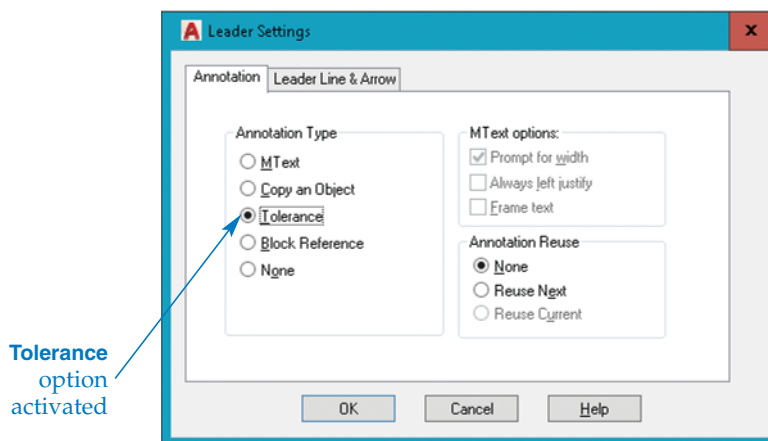 Leader Settings
x
Annotation
Leader Line & Arrow
Annotation Type
MText
Copy an Object
Tolerance
Block Reference
None
MText options:
Prompt for width
Always left justify
Frame text
Annotation Reuse
None
Reuse Next
Reuse Current
Tolerance
option
activated
OK
Cancel
Help